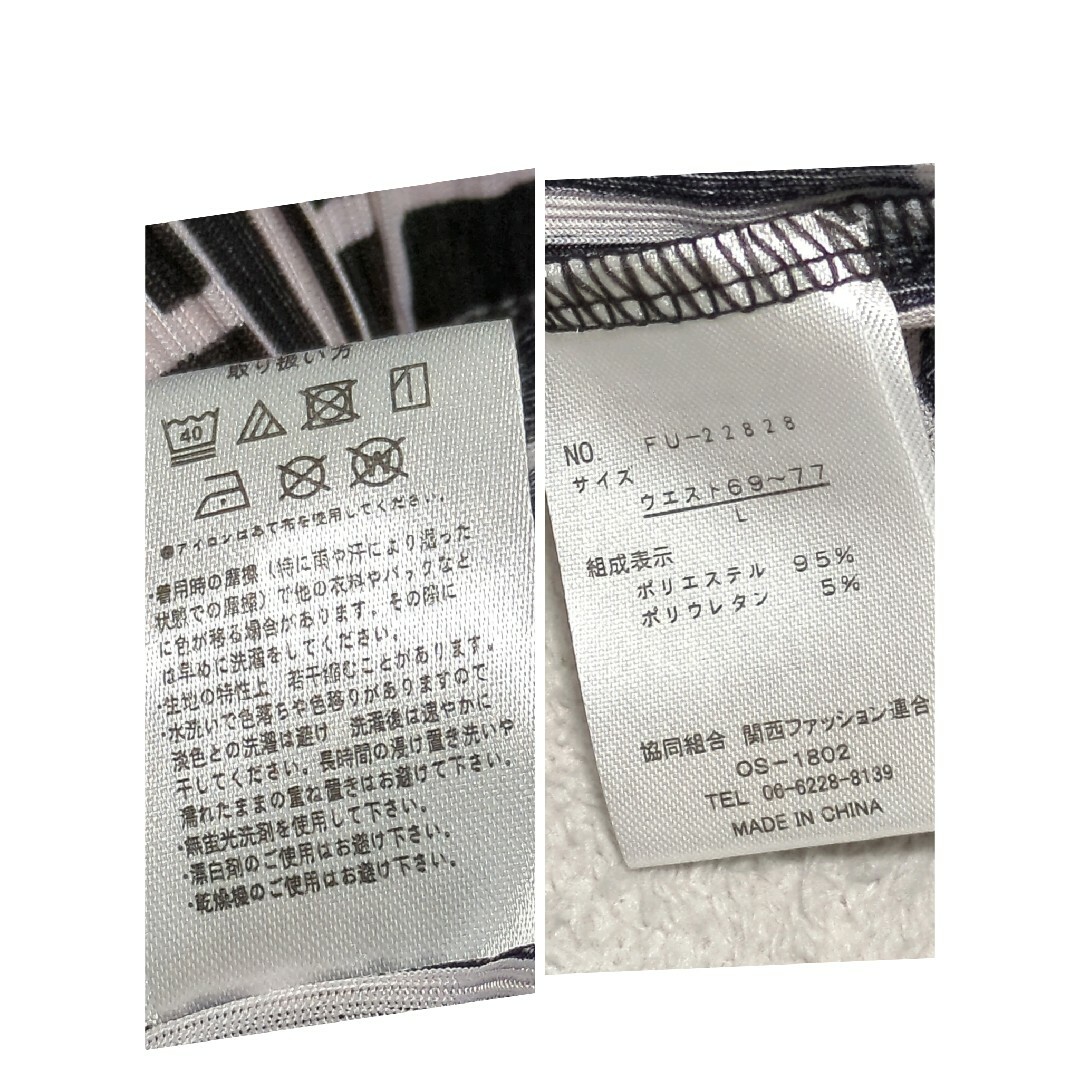 取り扱い方
40
W
●アイロンはあて布を使用してください。
・着用時の摩擦（特に雨や汗により湿った
状態での摩擦）で他の衣料やバックなど
に色が移る場合があります。その際に
は早めに洗濯をしてください。
・生地の特性上　若干縮むことがあります。
・水洗いで色落ちや色移りがありますので
淡色との洗濯は避け　洗濯後は速やかに
干してください。長時間の浸け置き洗いや
濡れたままの重ね置きはお避けて下さい。
・無蛍光洗剤を使用して下さい。
・漂白剤のご使用はお避け下さい。
・乾燥機のご使用はお避け下さい。
NO. FU-22828
サイズ
ウエスト69〜77
L
組成表示
ポリエステル 95%
ポリウレタン 5%
協同組合 関西ファッション連合
OS-1802
TEL 06-6228-8139
MADE IN CHINA